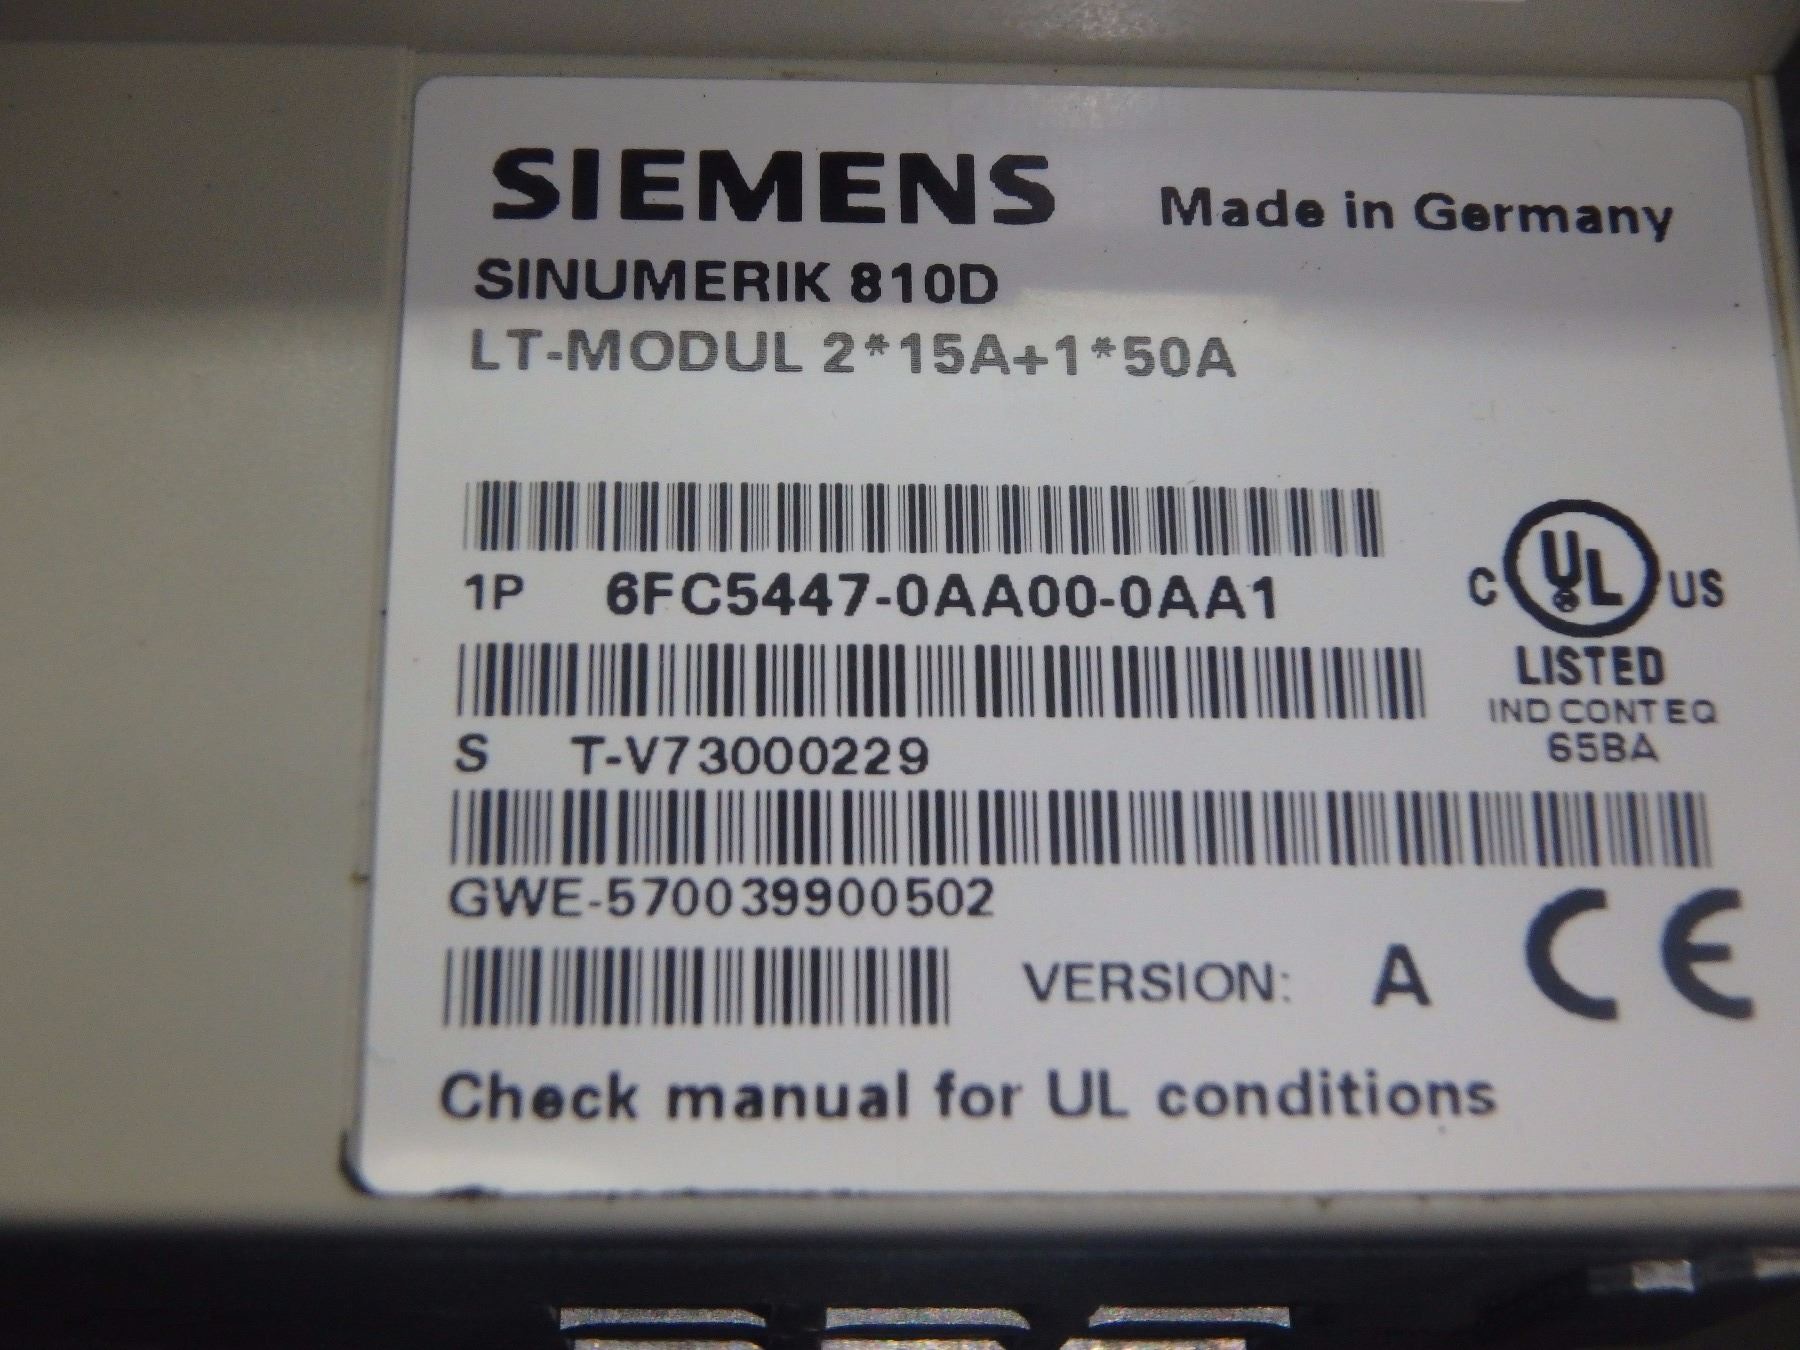 SIEMENS Made in Germany
SINUMERIK 810D
LT-MODUL 2*15A+1*50A
1P 6FC5447-0AA00-0AA1
C UL US
LISTED
IND CONT EQ
65BA
S T-V73000229
GWE-570039900502
VERSION: A CE
Check manual for UL conditions